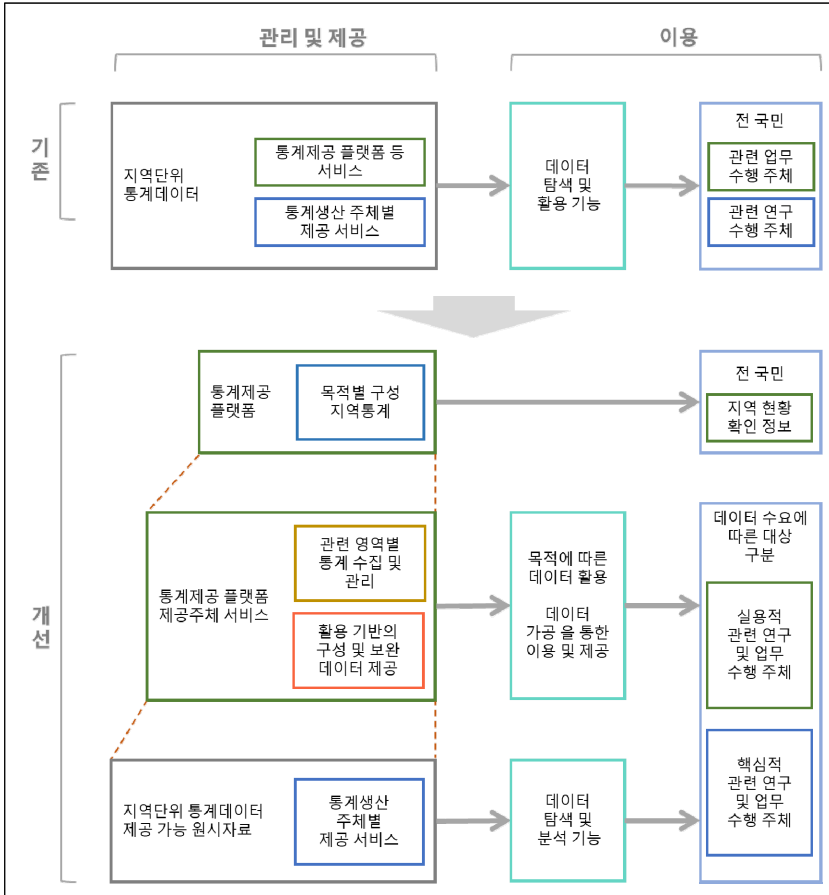 관리 및 제공
이용
기존
지역단위
통계데이터
통계제공 플랫폼 등
서비스
통계생산 주체별
제공 서비스
데이터
탐색 및
활용 기능
전 국민
관련 업무
수행 주체
관련 연구
수행 주체
개선
통계제공
플랫폼
목적별 구성
지역통계
전 국민
지역 현황
확인 정보
통계제공 플랫폼
제공주체 서비스
관련 영역별
통계 수집 및
관리
활용 기반의
구성 및 보완
데이터 제공
목적에 따른
데이터 활용
데이터
가공 을 통한
이용 및 제공
데이터 수요에
따른 대상
구분
실용적
관련 연구
및 업무
수행 주체
지역단위 통계데이터
제공 가능 원시자료
통계생산
주체별
제공 서비스
데이터
탐색 및
분석 기능
핵심적
관련 연구
및 업무
수행 주체